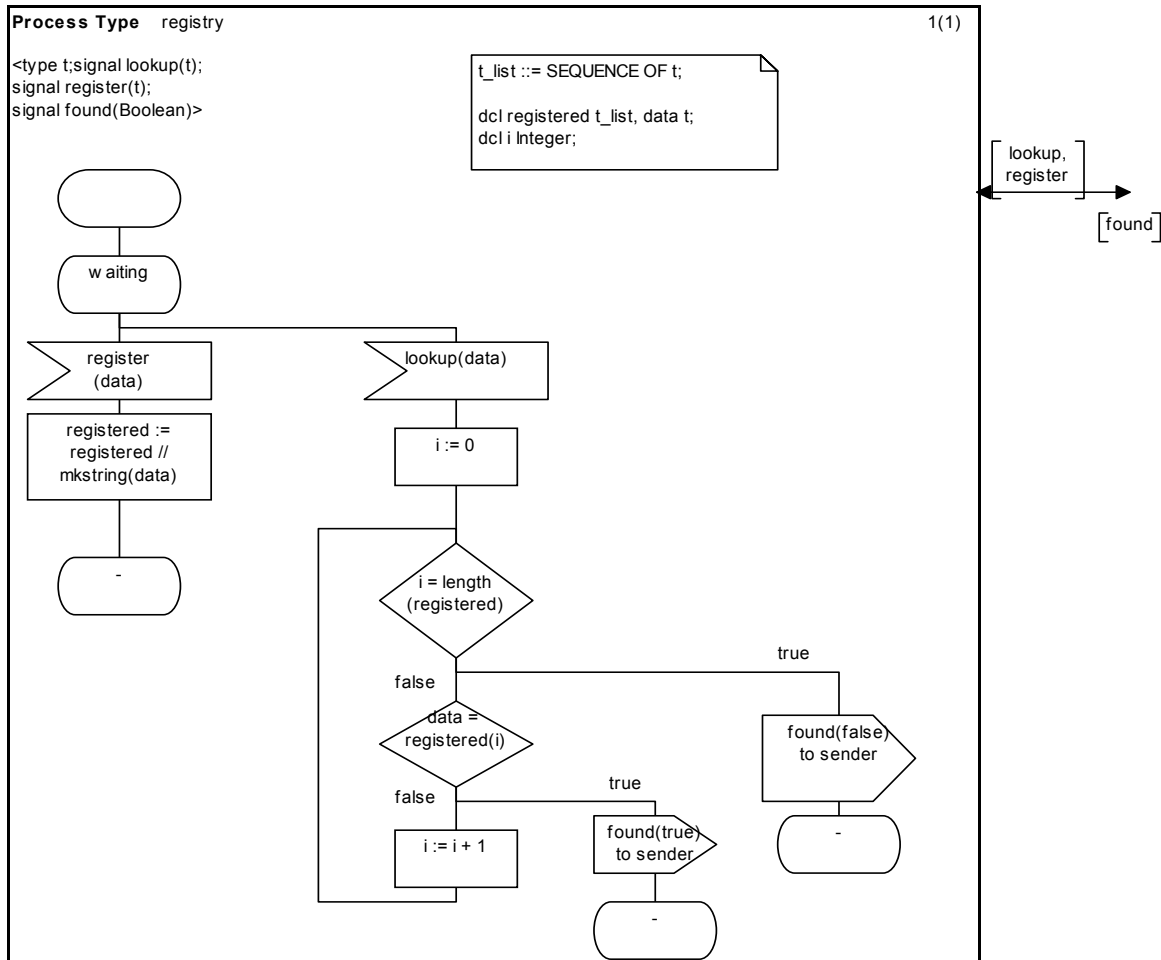 Process Type registry 1(1)
<type t;signal lookup(t);
signal register(t);
signal found(Boolean)>
t_list ::= SEQUENCE OF t;
dcl registered t_list, data t;
dcl i Integer;
lookup,
register
found
w aiting
register
(data)
lookup(data)
registered :=
registered //
mkstring(data)
i := 0
-
i = length
(registered)
true
false
data =
registered(i)
found(false)
to sender
true
false
i := i + 1
found(true)
to sender
-
-